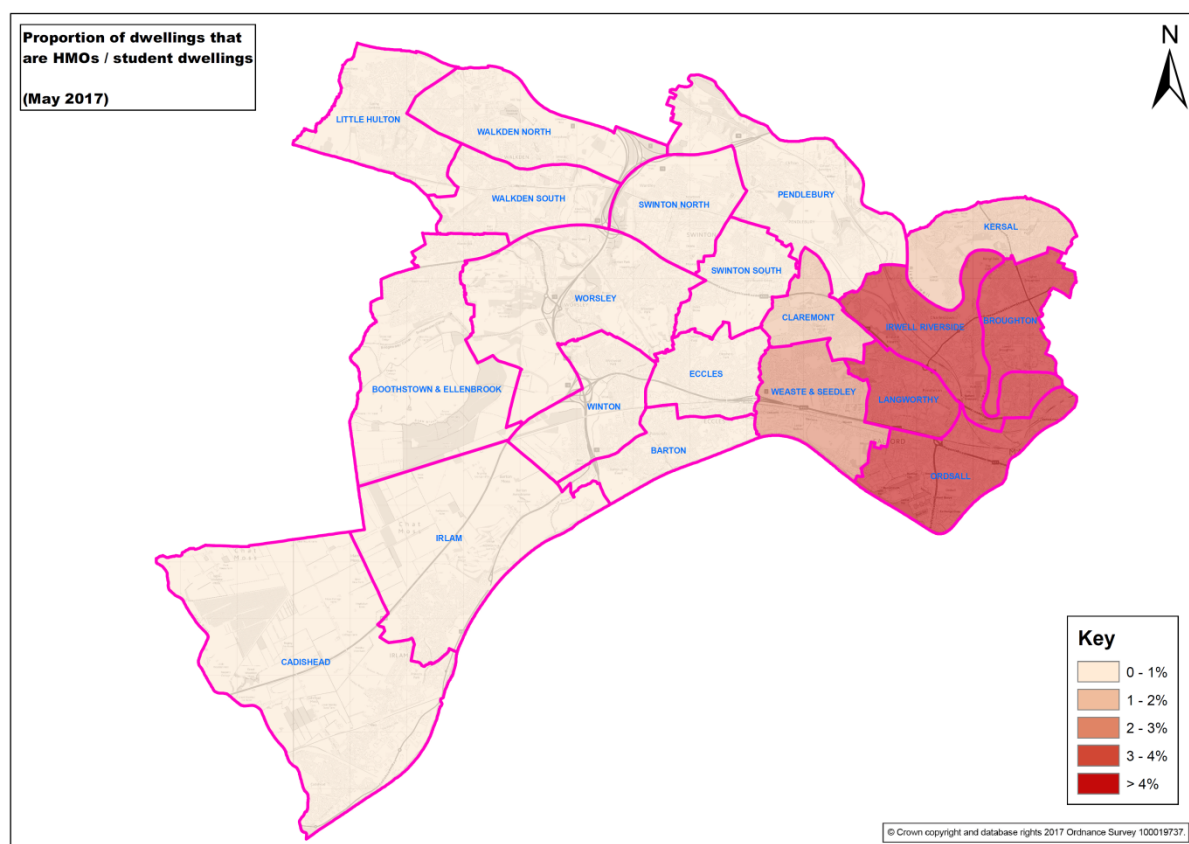 Proportion of dwellings that
are HMOs / student dwellings
(May 2017)
N
LITTLE HULTON
WALKDEN NORTH
WALKDEN SOUTH
SWINTON NORTH
PENDLEBURY
KERSAL
SWINTON SOUTH
WORSLEY
CLAREMONT
IRWELL RIVERSIDE
BROUGHTON
ECCLES
BOOTHSTOWN & ELLENBROOK
WEASTE & SEEDLEY
LANGWORTHY
WINTON
BARTON
ORDSALL
IRLAM
CADISHEAD
Key
0 - 1%
1 - 2%
2 - 3%
3 - 4%
> 4%
© Crown copyright and database rights 2017 Ordnance Survey 100019737.